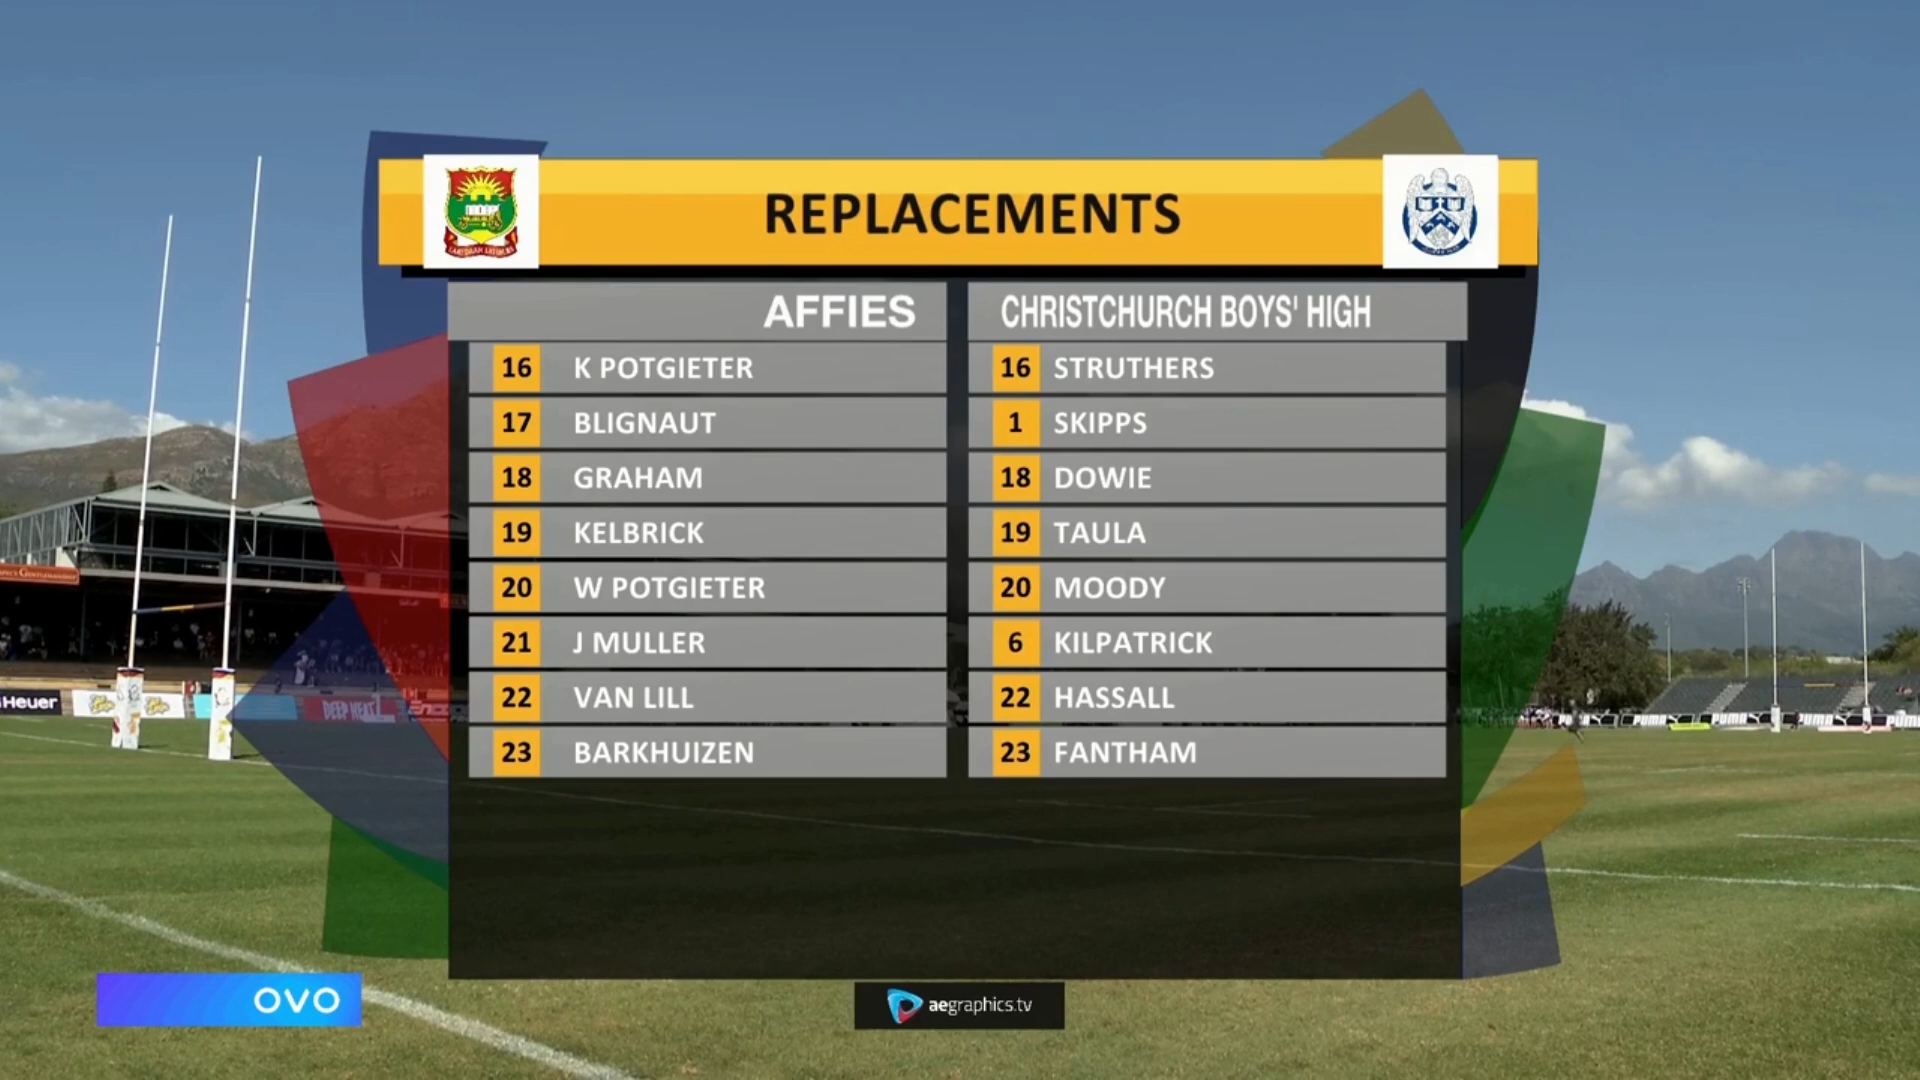 REPLACEMENTS
AFFIES
16 K POTGIETER
17 BLIGNAUT
18 GRAHAM
19 KELBRICK
20 W POTGIETER
21 J MULLER
22 VAN LILL
23 BARKHUIZEN
CHRISTCHURCH BOYS' HIGH
16 STRUTHERS
1 SKIPPS
18 DOWIE
19 TAULA
20 MOODY
6 KILPATRICK
22 HASSALL
23 FANTHAM
Heuer
DEEP HEAT
OVO
aegraphics.tv